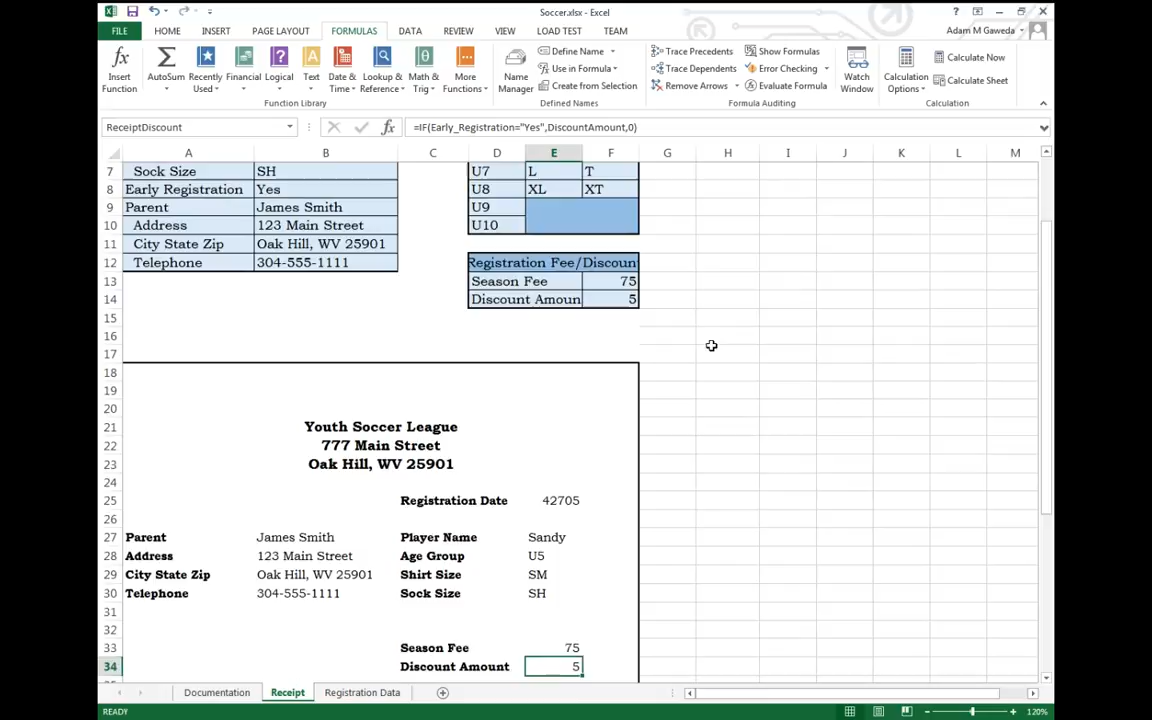 Soccer.xlsx - Excel
FILE HOME INSERT PAGE LAYOUT FORMULAS DATA REVIEW VIEW LOAD TEST TEAM Adam M Gaweda
Insert Function
AutoSum
Recently Used
Financial
Logical
Text
Date & Time
Lookup & Reference
Math & Trig
More Functions
Function Library
Name Manager
Define Name
Use in Formula
Create from Selection
Defined Names
Trace Precedents
Trace Dependents
Remove Arrows
Show Formulas
Error Checking
Evaluate Formula
Formula Auditing
Watch Window
Calculation Options
Calculate Now
Calculate Sheet
Calculation
ReceiptDiscount fx =IF(Early_Registration="Yes",DiscountAmount,0)
A B C D E F G H I J K L M
7 Sock Size SH U7 L T
8 Early Registration Yes U8 XL XT
9 Parent James Smith U9
10 Address 123 Main Street U10
11 City State Zip Oak Hill, WV 25901
12 Telephone 304-555-1111 Registration Fee/Discount
13 Season Fee 75
14 Discount Amoun 5
15
16
17
18
19
20
21 Youth Soccer League
22 777 Main Street
23 Oak Hill, WV 25901
24
25 Registration Date 42705
26
27 Parent James Smith Player Name Sandy
28 Address 123 Main Street Age Group U5
29 City State Zip Oak Hill, WV 25901 Shirt Size SM
30 Telephone 304-555-1111 Sock Size SH
31
32
33 Season Fee 75
34 Discount Amount 5
Documentation Receipt Registration Data
READY 120%